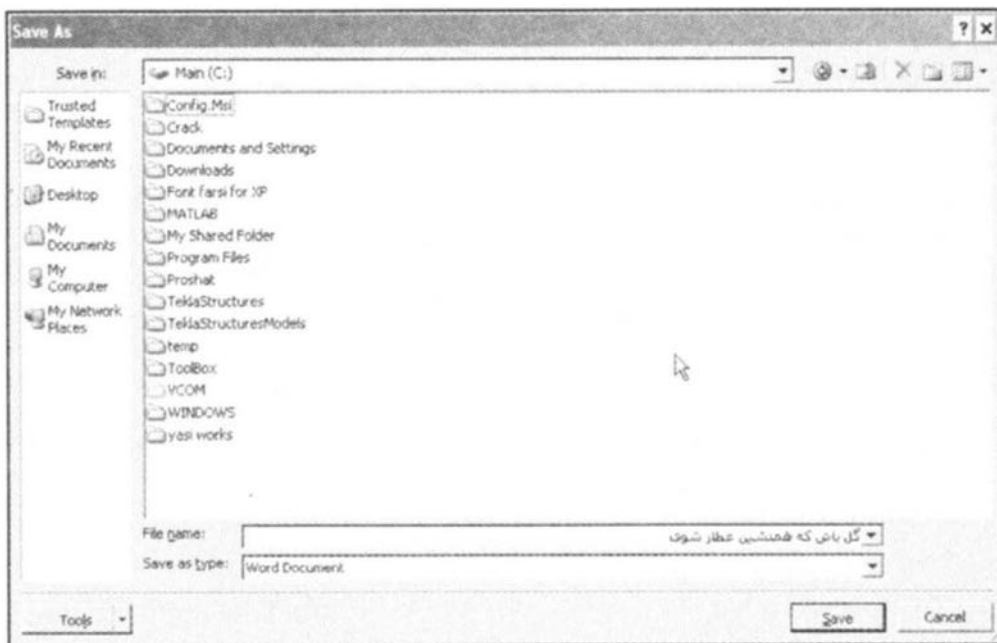 Save As
Save in:
Main (C:)
Trusted Templates
My Recent Documents
Desktop
My Documents
My Computer
My Network Places
Config.Msi
Crack
Documents and Settings
Downloads
Font farsi for XP
MATLAB
My Shared Folder
Program Files
Proshat
TeklaStructures
TeklaStructuresModels
temp
ToolBox
VCOM
WINDOWS
yasi works
File name:
گل باش که همنشین عطار شوی
Save as type:
Word Document
Tools
Save
Cancel